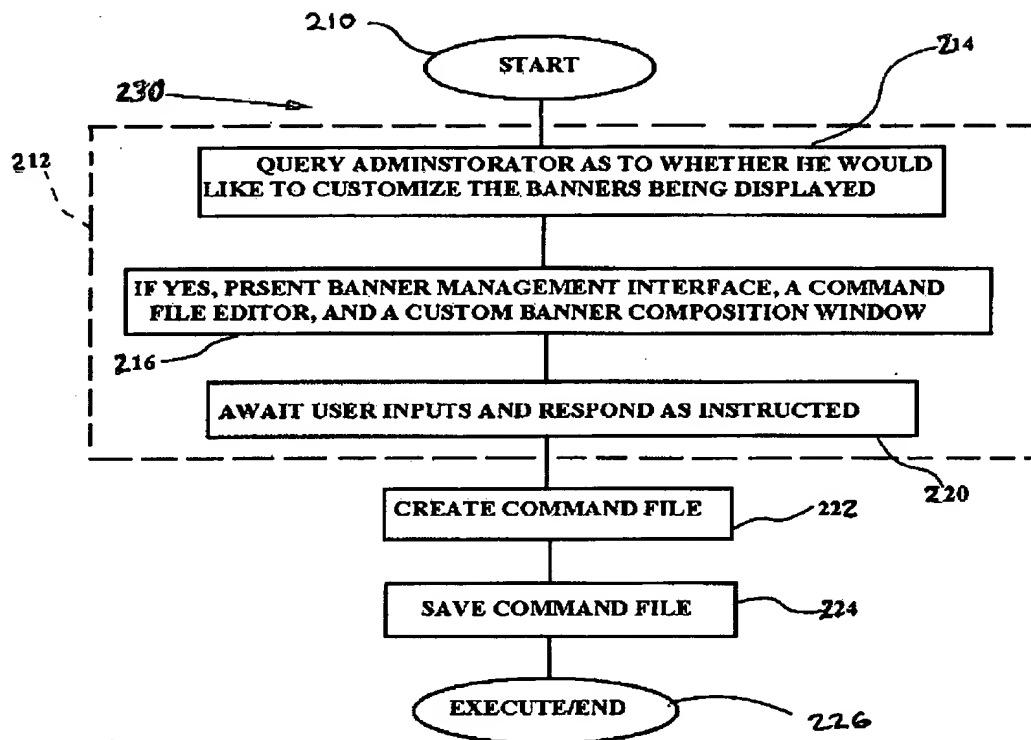 210
START
214
230
212
QUERY ADMINSTORATOR AS TO WHETHER HE WOULD
LIKE TO CUSTOMIZE THE BANNERS BEING DISPLAYED
IF YES, PRSENT BANNER MANAGEMENT INTERFACE, A COMMAND
FILE EDITOR, AND A CUSTOM BANNER COMPOSITION WINDOW
216
AWAIT USER INPUTS AND RESPOND AS INSTRUCTED
220
CREATE COMMAND FILE
222
SAVE COMMAND FILE
224
EXECUTE/END
226